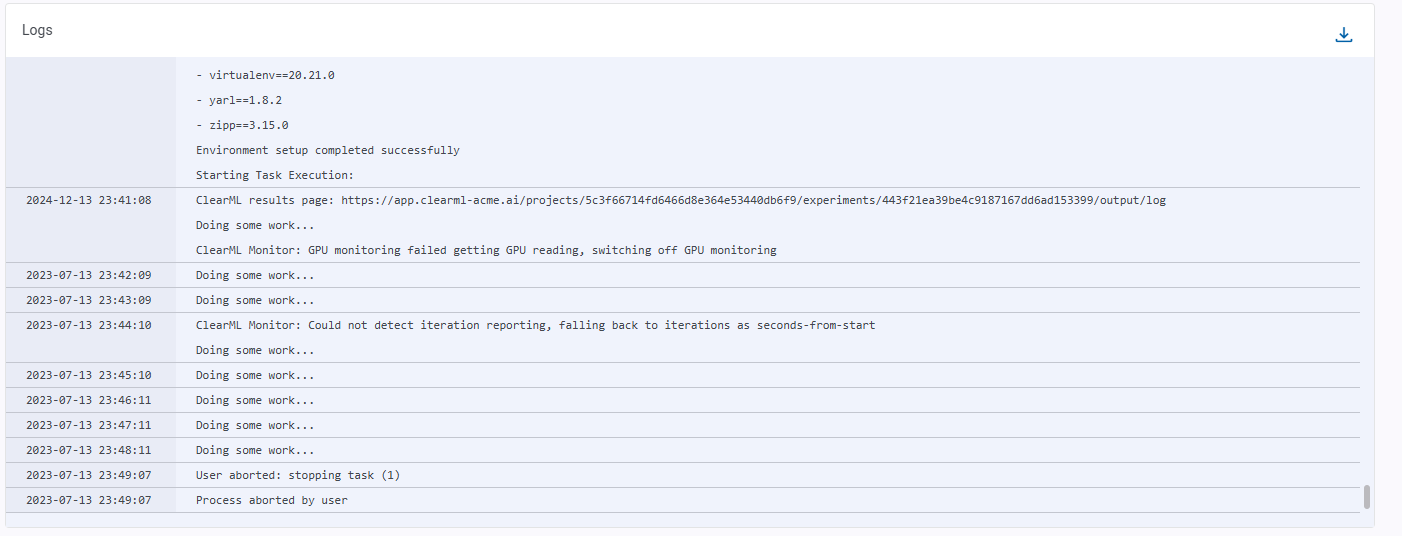 Logs
- virtualenv==20.21.0
- yarl==1.8.2
- zipp==3.15.0
Environment setup completed successfully
Starting Task Execution:
2024-12-13 23:41:08 ClearML results page: https://app.clearml-acme.ai/projects/5c3f66714fd6466d8e364e53440db6f9/experiments/443f21ea39be4c9187167dd6ad153399/output/log
Doing some work...
ClearML Monitor: GPU monitoring failed getting GPU reading, switching off GPU monitoring
2023-07-13 23:42:09 Doing some work...
2023-07-13 23:43:09 Doing some work...
2023-07-13 23:44:10 ClearML Monitor: Could not detect iteration reporting, falling back to iterations as seconds-from-start
Doing some work...
2023-07-13 23:45:10 Doing some work...
2023-07-13 23:46:11 Doing some work...
2023-07-13 23:47:11 Doing some work...
2023-07-13 23:48:11 Doing some work...
2023-07-13 23:49:07 User aborted: stopping task (1)
2023-07-13 23:49:07 Process aborted by user